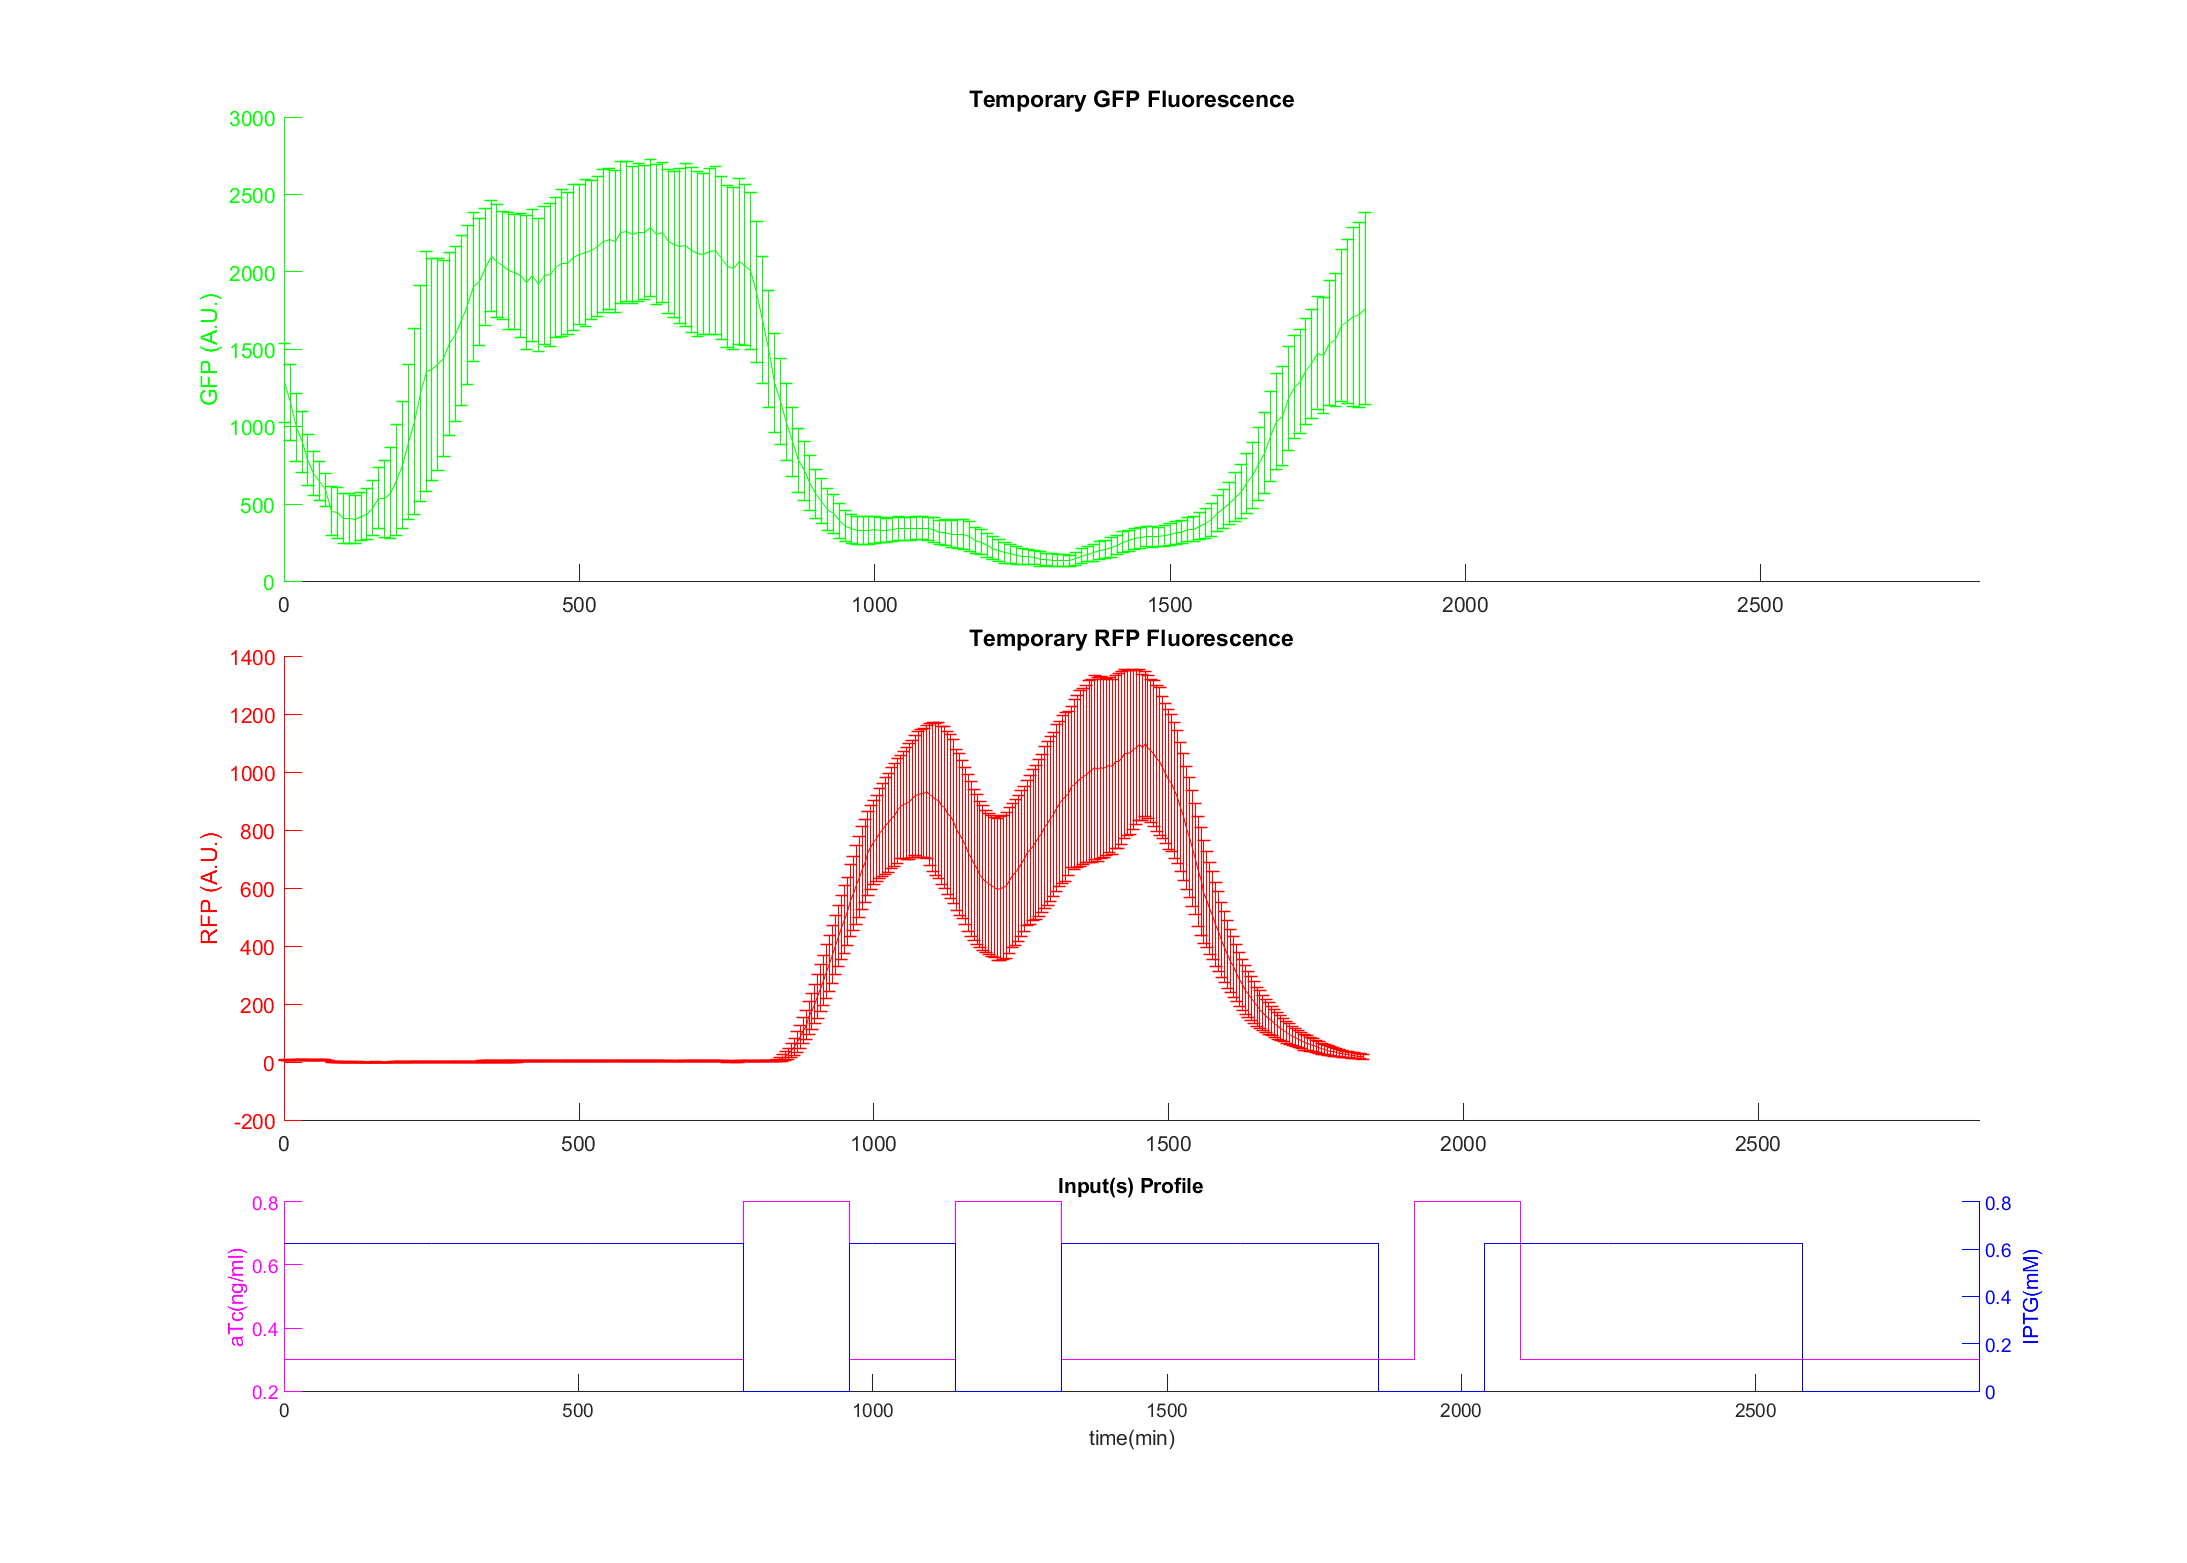 Temporary GFP Fluorescence
3000
2500
2000
1500
1000
500
0
GFP (A.U.)
0 500 1000 1500 2000 2500
Temporary RFP Fluorescence
1400
1200
1000
800
600
400
200
0
-200
RFP (A.U.)
0 500 1000 1500 2000 2500
Input(s) Profile
0.8
0.6
0.4
0.2
aTc(ng/ml)
0.8
0.6
0.4
0.2
0
IPTG(mM)
0 500 1000 1500 2000 2500
time(min)